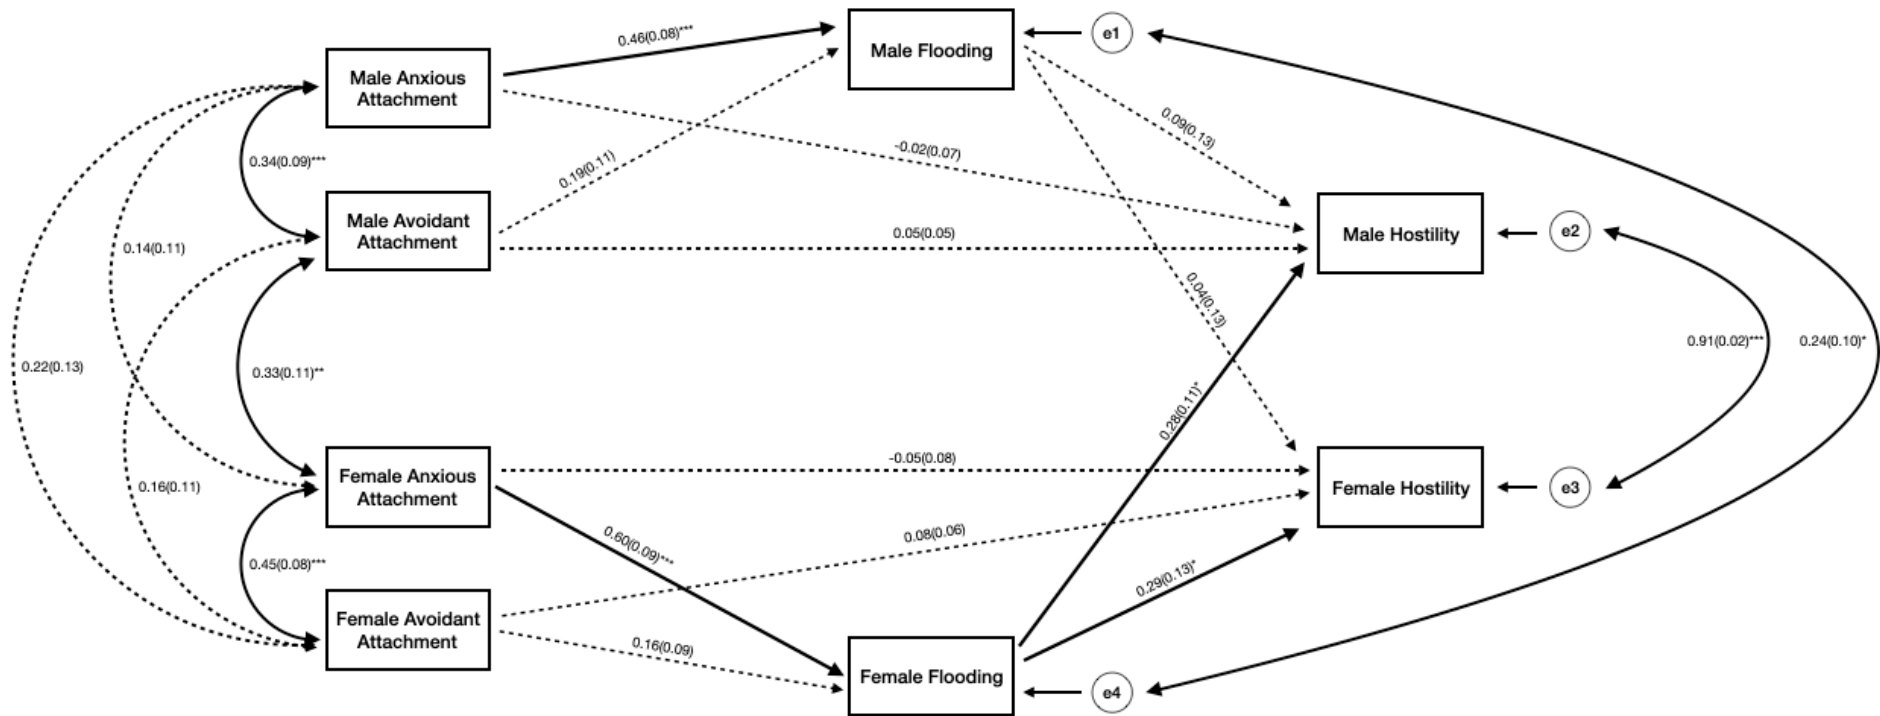 Male Anxious
Attachment
Male Avoidant
Attachment
Female Anxious
Attachment
Female Avoidant
Attachment
Male Flooding
Female Flooding
Male Hostility
Female Hostility
e1
e2
e3
e4
0.46(0.08)***
0.19(0.11)
-0.02(0.07)
0.05(0.05)
0.09(0.13)
0.04(0.13)
0.34(0.09)***
0.14(0.11)
0.22(0.13)
0.33(0.11)**
0.16(0.11)
0.45(0.08)***
-0.05(0.08)
0.08(0.06)
0.60(0.09)***
0.16(0.09)
0.28(0.11)*
0.29(0.13)*
0.91(0.02)***
0.24(0.10)*